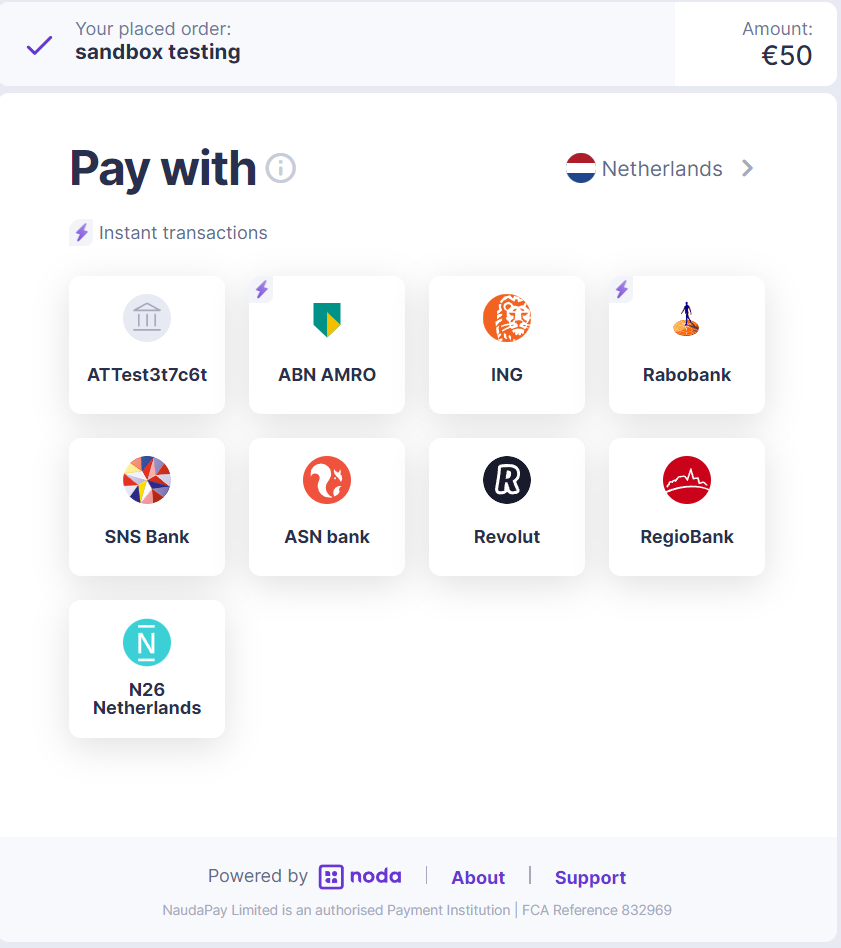 Your placed order:
sandbox testing
Amount:
€50
Pay with
Netherlands
Instant transactions
ATTest3t7c6t
ABN AMRO
ING
Rabobank
SNS Bank
ASN bank
Revolut
RegioBank
N26
Netherlands
Powered by noda | About | Support
NaudaPay Limited is an authorised Payment Institution | FCA Reference 832969